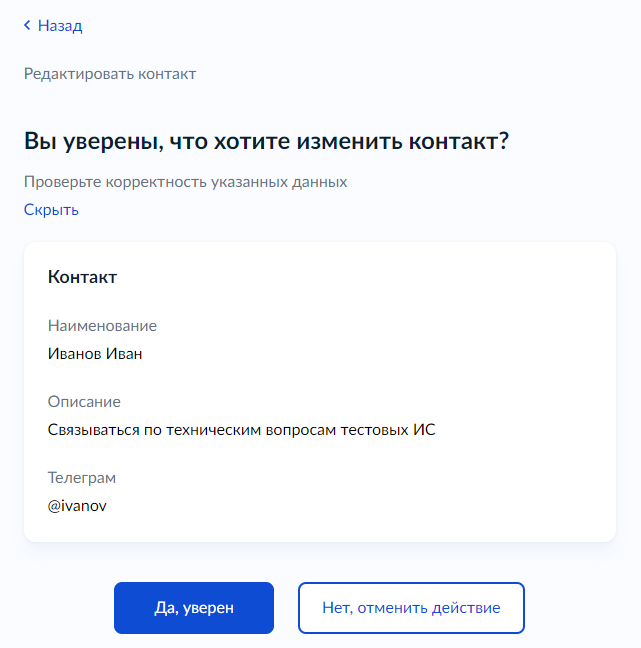 Назад
Редактировать контакт
Вы уверены, что хотите изменить контакт?
Проверьте корректность указанных данных
Скрыть
Контакт
Наименование
Иванов Иван
Описание
Связываться по техническим вопросам тестовых ИС
Телеграм
@ivanov
Да, уверен
Нет, отменить действие